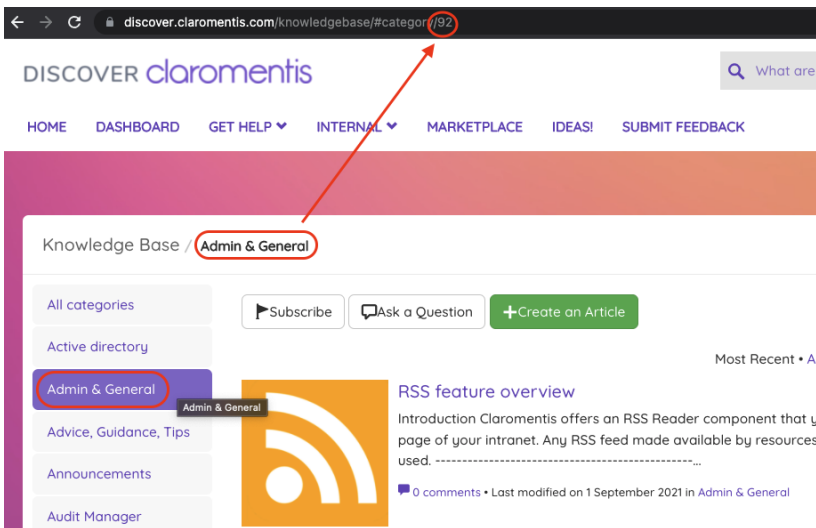 discover.claromentis.com/knowledgebase/#category/92
DISCOVER claromentis
What are
HOME DASHBOARD GET HELP INTERNAL MARKETPLACE IDEAS! SUBMIT FEEDBACK
Knowledge Base / Admin & General
All categories
Active directory
Admin & General
Admin & General
Advice, Guidance, Tips
Announcements
Audit Manager
Subscribe Ask a Question +Create an Article
Most Recent • A
RSS feature overview
Introduction Claromentis offers an RSS Reader component that
page of your intranet. Any RSS feed made available by resources
used. -----------------------------------------------...
0 comments • Last modified on 1 September 2021 in Admin & General